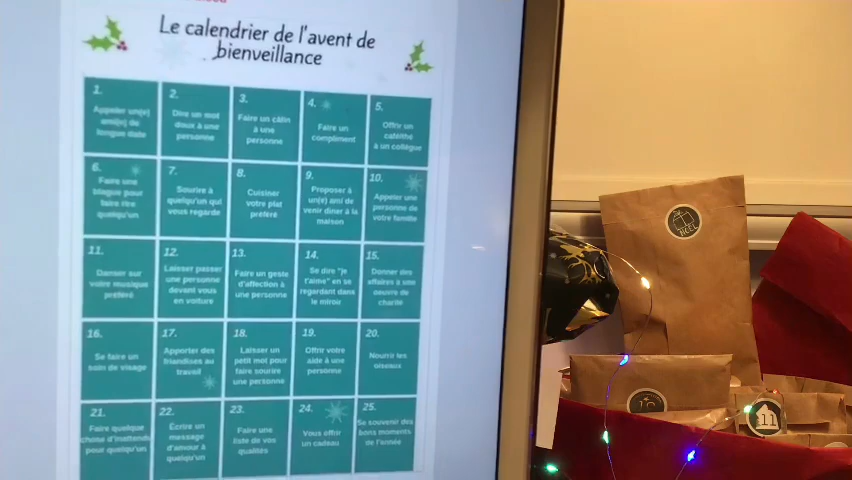 Le calendrier de l'avent de
bienveillance
1.
Appeler un(e)
ami(e) de
longue date
2.
Dire un mot
doux à une
personne
3.
Faire un câlin
à une
personne
4.
Faire un
compliment
5.
Offrir un
café/thé
à un collègue
6.
Faire une
blague pour
faire rire
quelqu'un
7.
Sourire à
quelqu'un qui
vous regarde
8.
Cuisiner
votre plat
préféré
9.
Proposer à
un(e) ami de
venir diner à la
maison
10.
Appeler une
personne de
votre famille
11.
Danser sur
votre musique
préféré
12.
Laisser passer
une personne
devant vous
en voiture
13.
Faire un geste
d'affection à
une personne
14.
Se dire "je
t'aime" en se
regardant dans
le miroir
15.
Donner des
affaires à une
oeuvre de
charité
16.
Se faire un
soin de visage
17.
Apporter des
friandises au
travail
18.
Laisser un
petit mot pour
faire sourire
une personne
19.
Offrir votre
aide à une
personne
20.
Nourrir les
oiseaux
21.
Faire quelque
chose d'inattendu
pour quelqu'un
22.
Écrire un
message
d'amour à
quelqu'un
23.
Faire une
liste de vos
qualités
24.
Vous offrir
un cadeau
25.
Se souvenir des
bons moments
de l'année
11